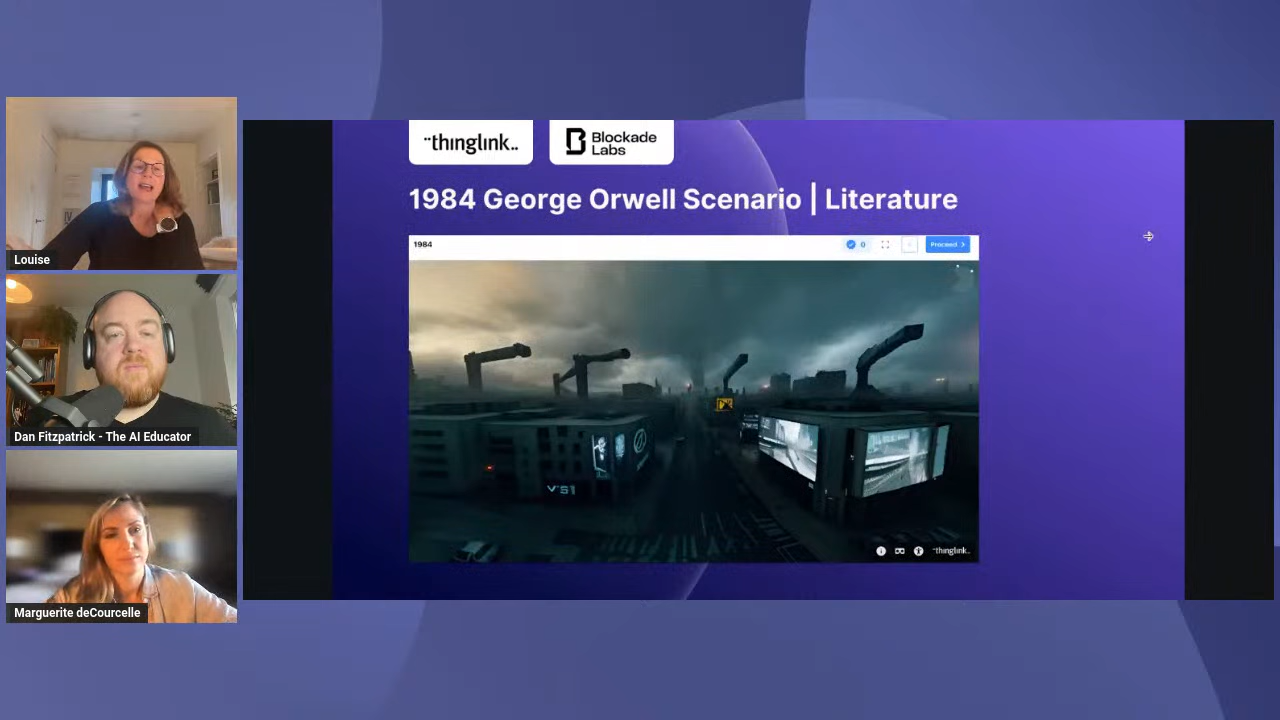 Louise
Dan Fitzpatrick - The AI Educator
Marguerite deCourcelle
¨thinglink..
Blockade
Labs
1984 George Orwell Scenario | Literature
1984
0
Proceed >
¨thinglink..